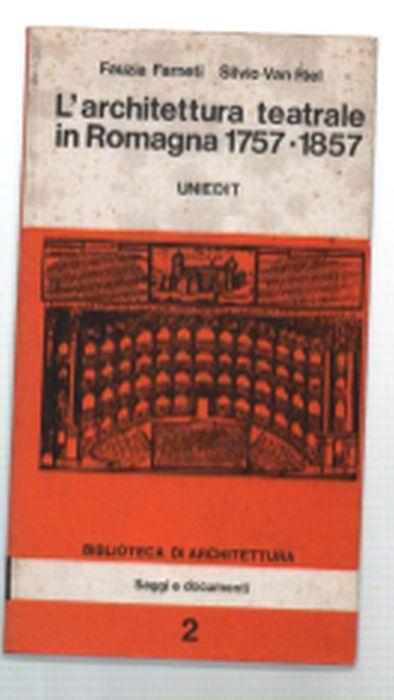 Fauzia Farneti Silvio Van Riel
L'architettura teatrale
in Romagna 1757·1857
UNIEDIT
BIBLIOTECA DI ARCHITETTURA
Saggi e documenti
2